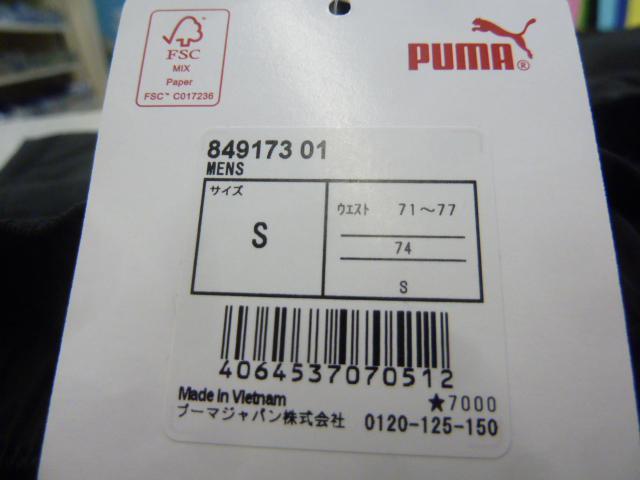 FSC
MIX
Paper
FSC™ C017236
PUMA®
849173 01
MENS
サイズ
S
ウエスト 71～77
74
S
4064537070512
Made in Vietnam
★7000
プーマジャパン株式会社 0120-125-150